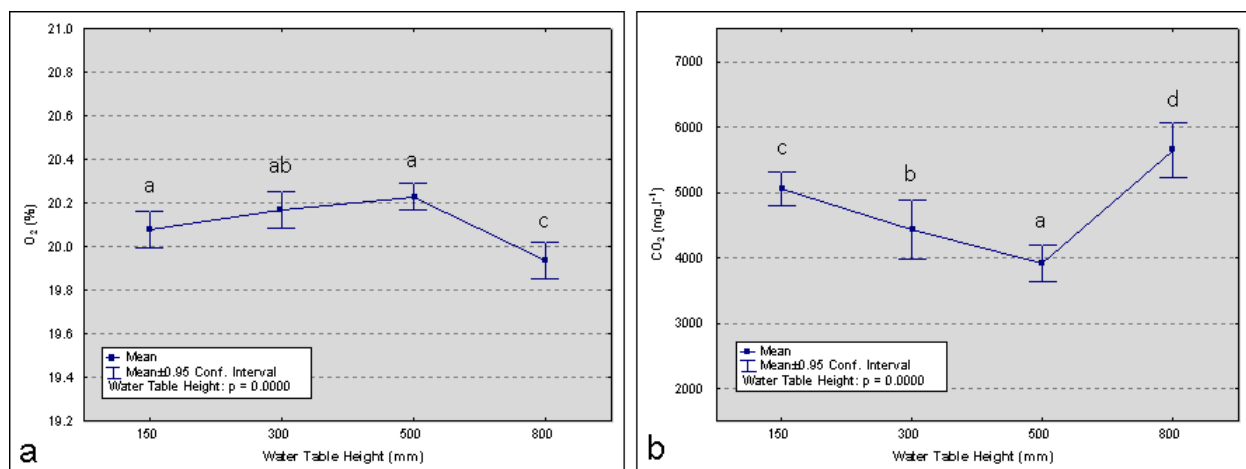 21.0
20.8
20.6
20.4
20.2
20.0
19.8
19.6
19.4
19.2
O₂ (%)
a
ab
a
c
Mean
Mean±0.95 Conf. Interval
Water Table Height: p = 0.0000
150 300 500 800
Water Table Height (mm)
a
7000
6000
5000
4000
3000
2000
CO₂ (mg.l⁻¹)
c
b
a
d
Mean
Mean±0.95 Conf. Interval
Water Table Height: p = 0.0000
150 300 500 800
Water Table Height (mm)
b